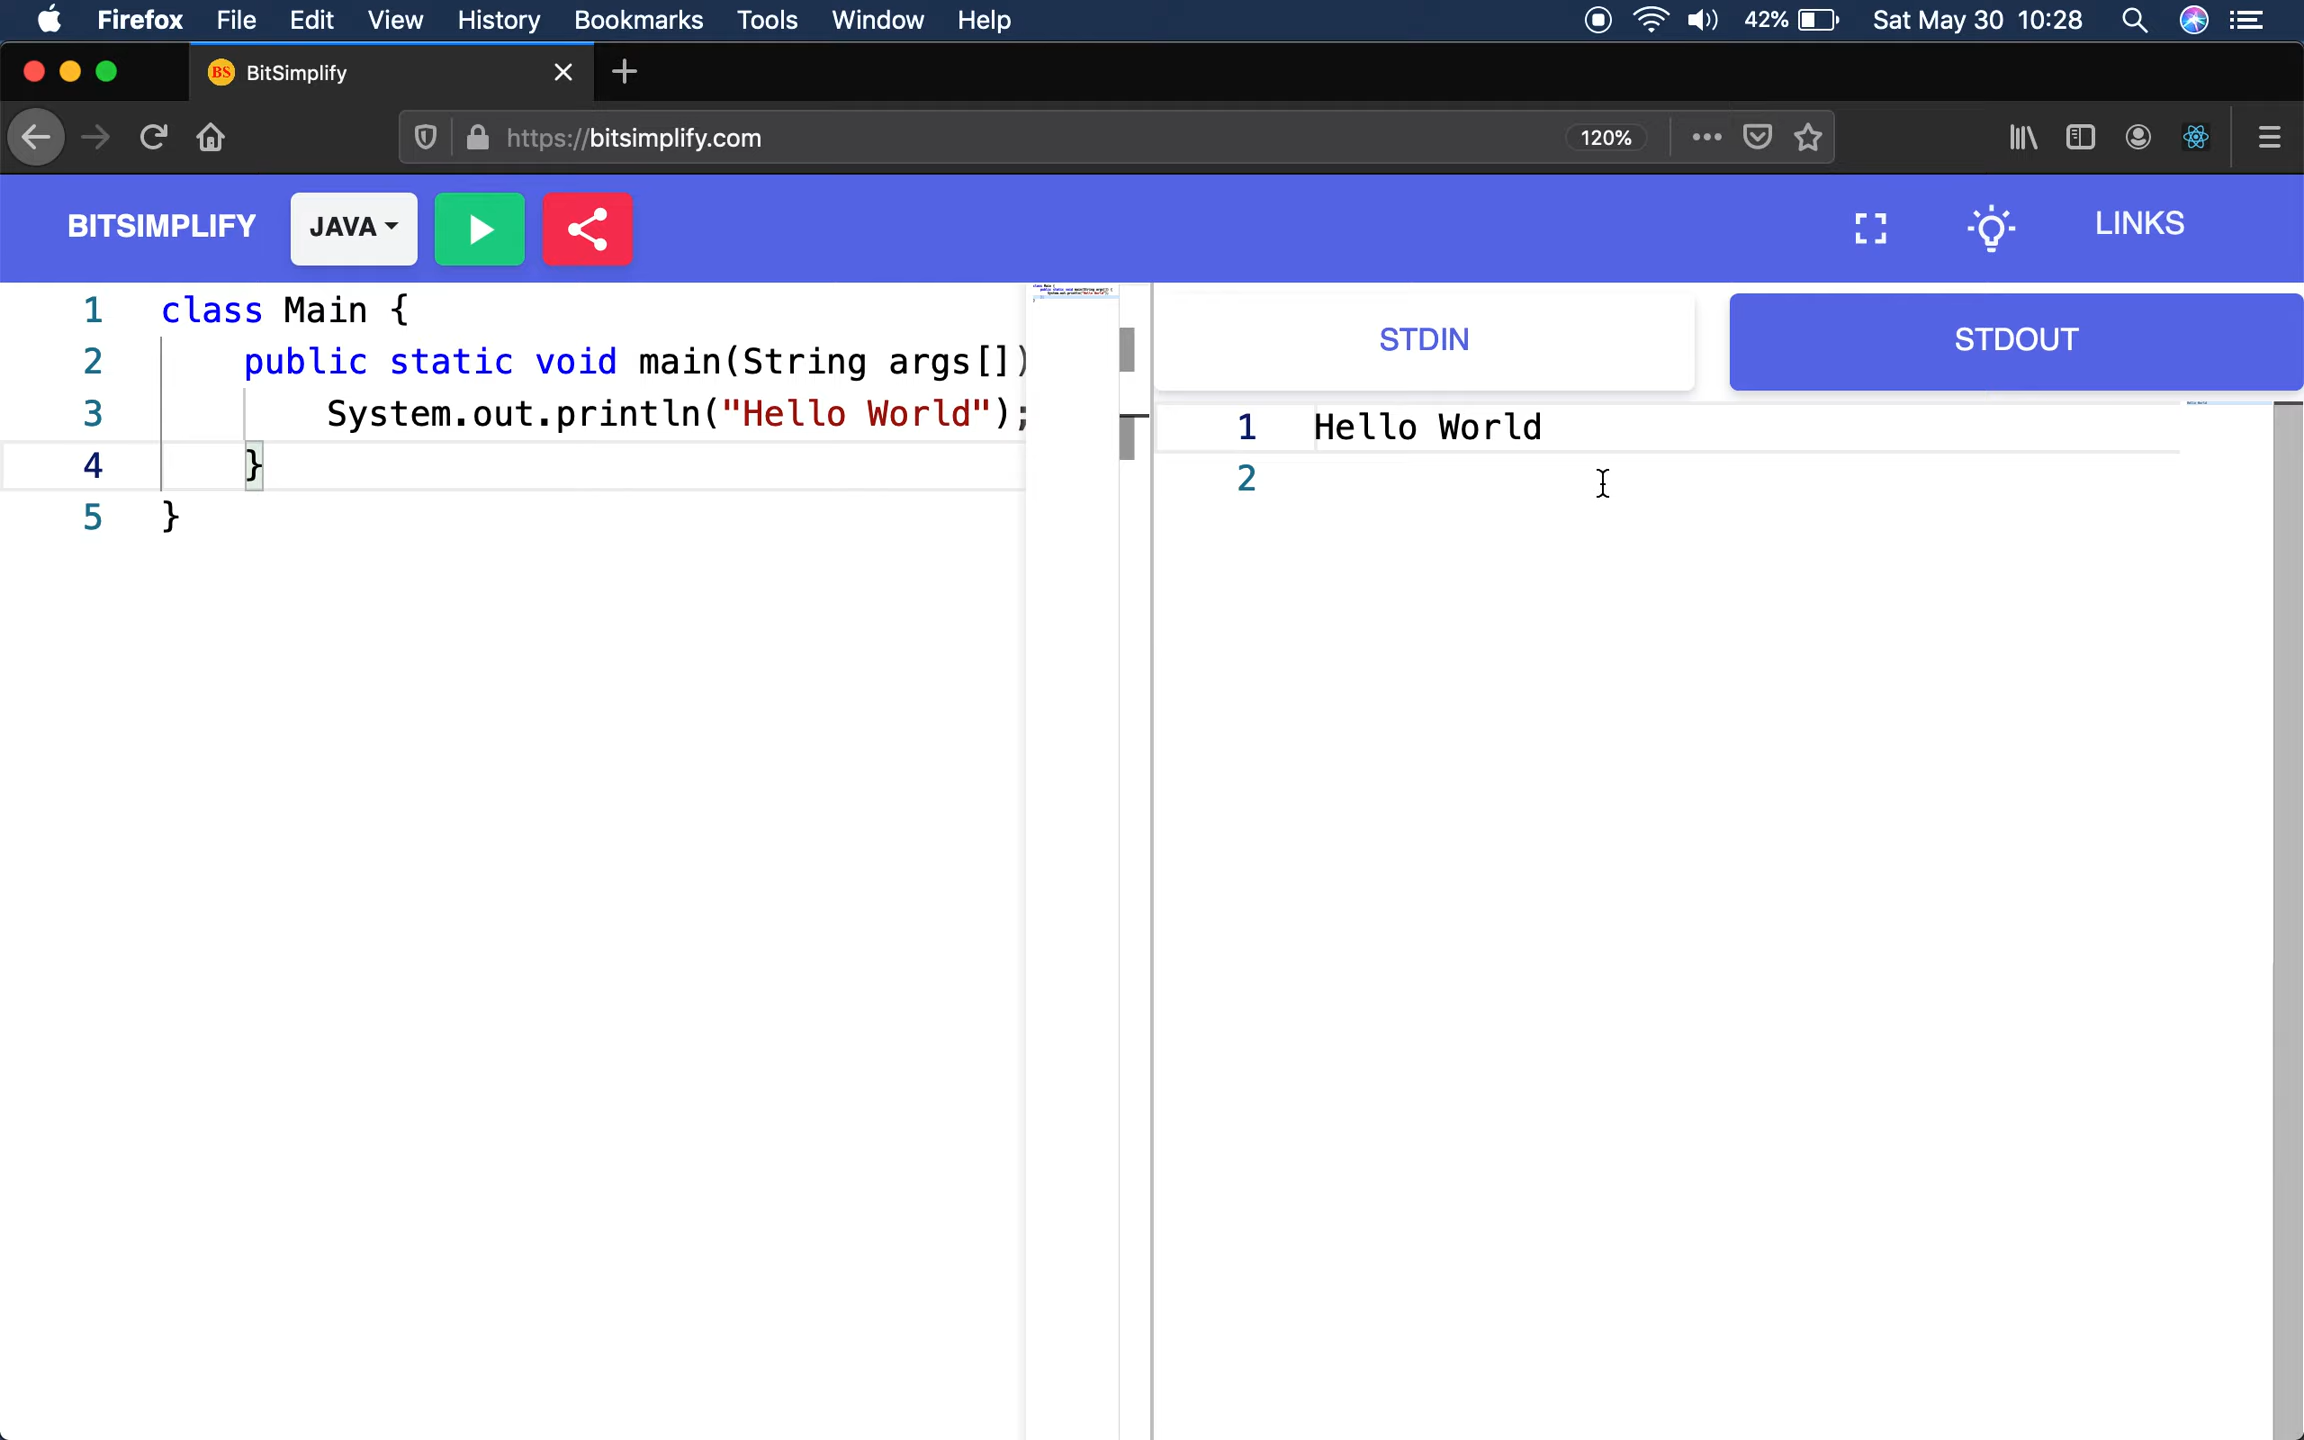 Firefox File Edit View History Bookmarks Tools Window Help 42% Sat May 30 10:28
BS BitSimplify
https://bitsimplify.com 120%
BITSIMPLIFY JAVA LINKS
STDIN STDOUT
1 class Main {
2 public static void main(String args[])
3 System.out.println("Hello World");
4 }
5 }
1 Hello World
2